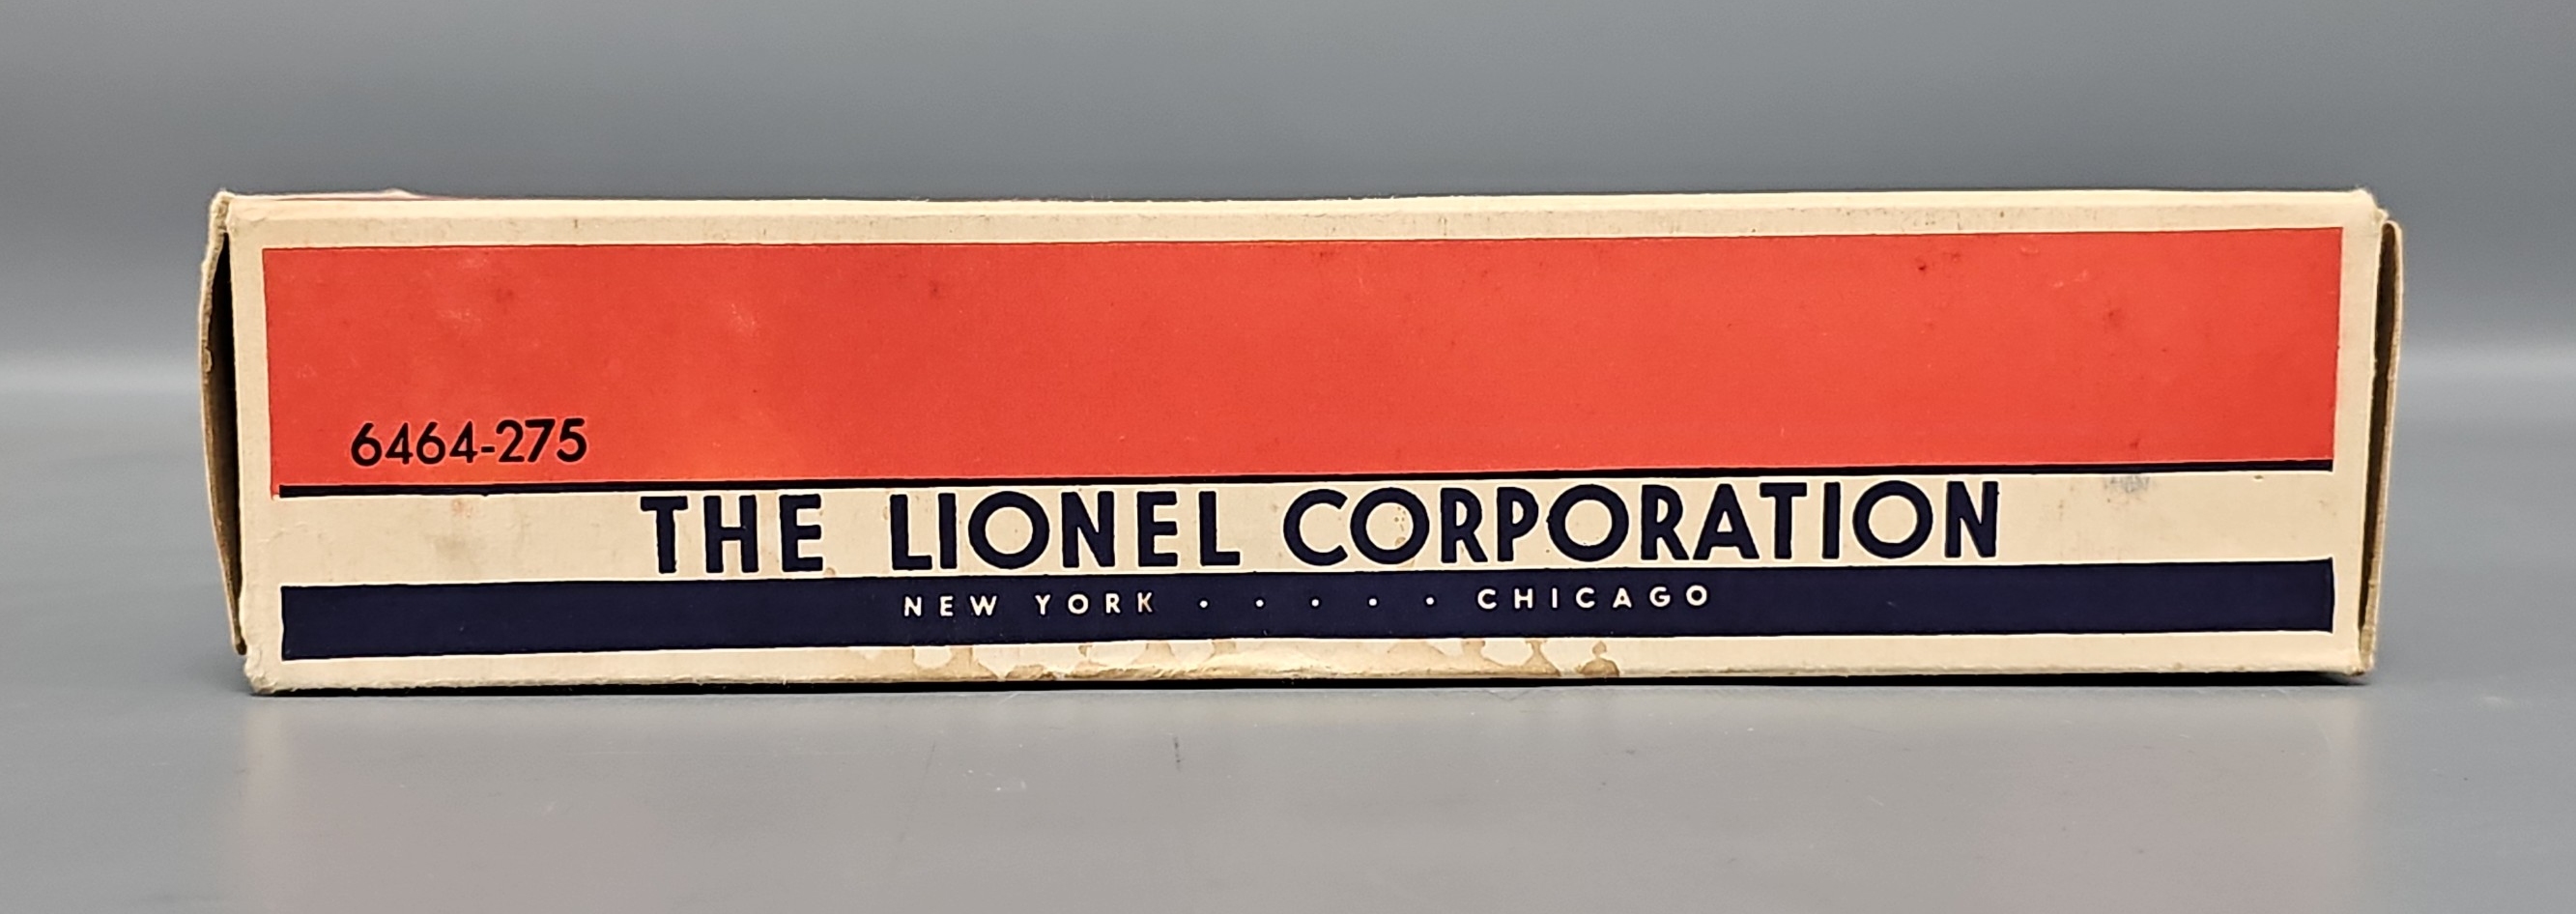 6464-275
THE LIONEL CORPORATION
NEW YORK · · · · · CHICAGO